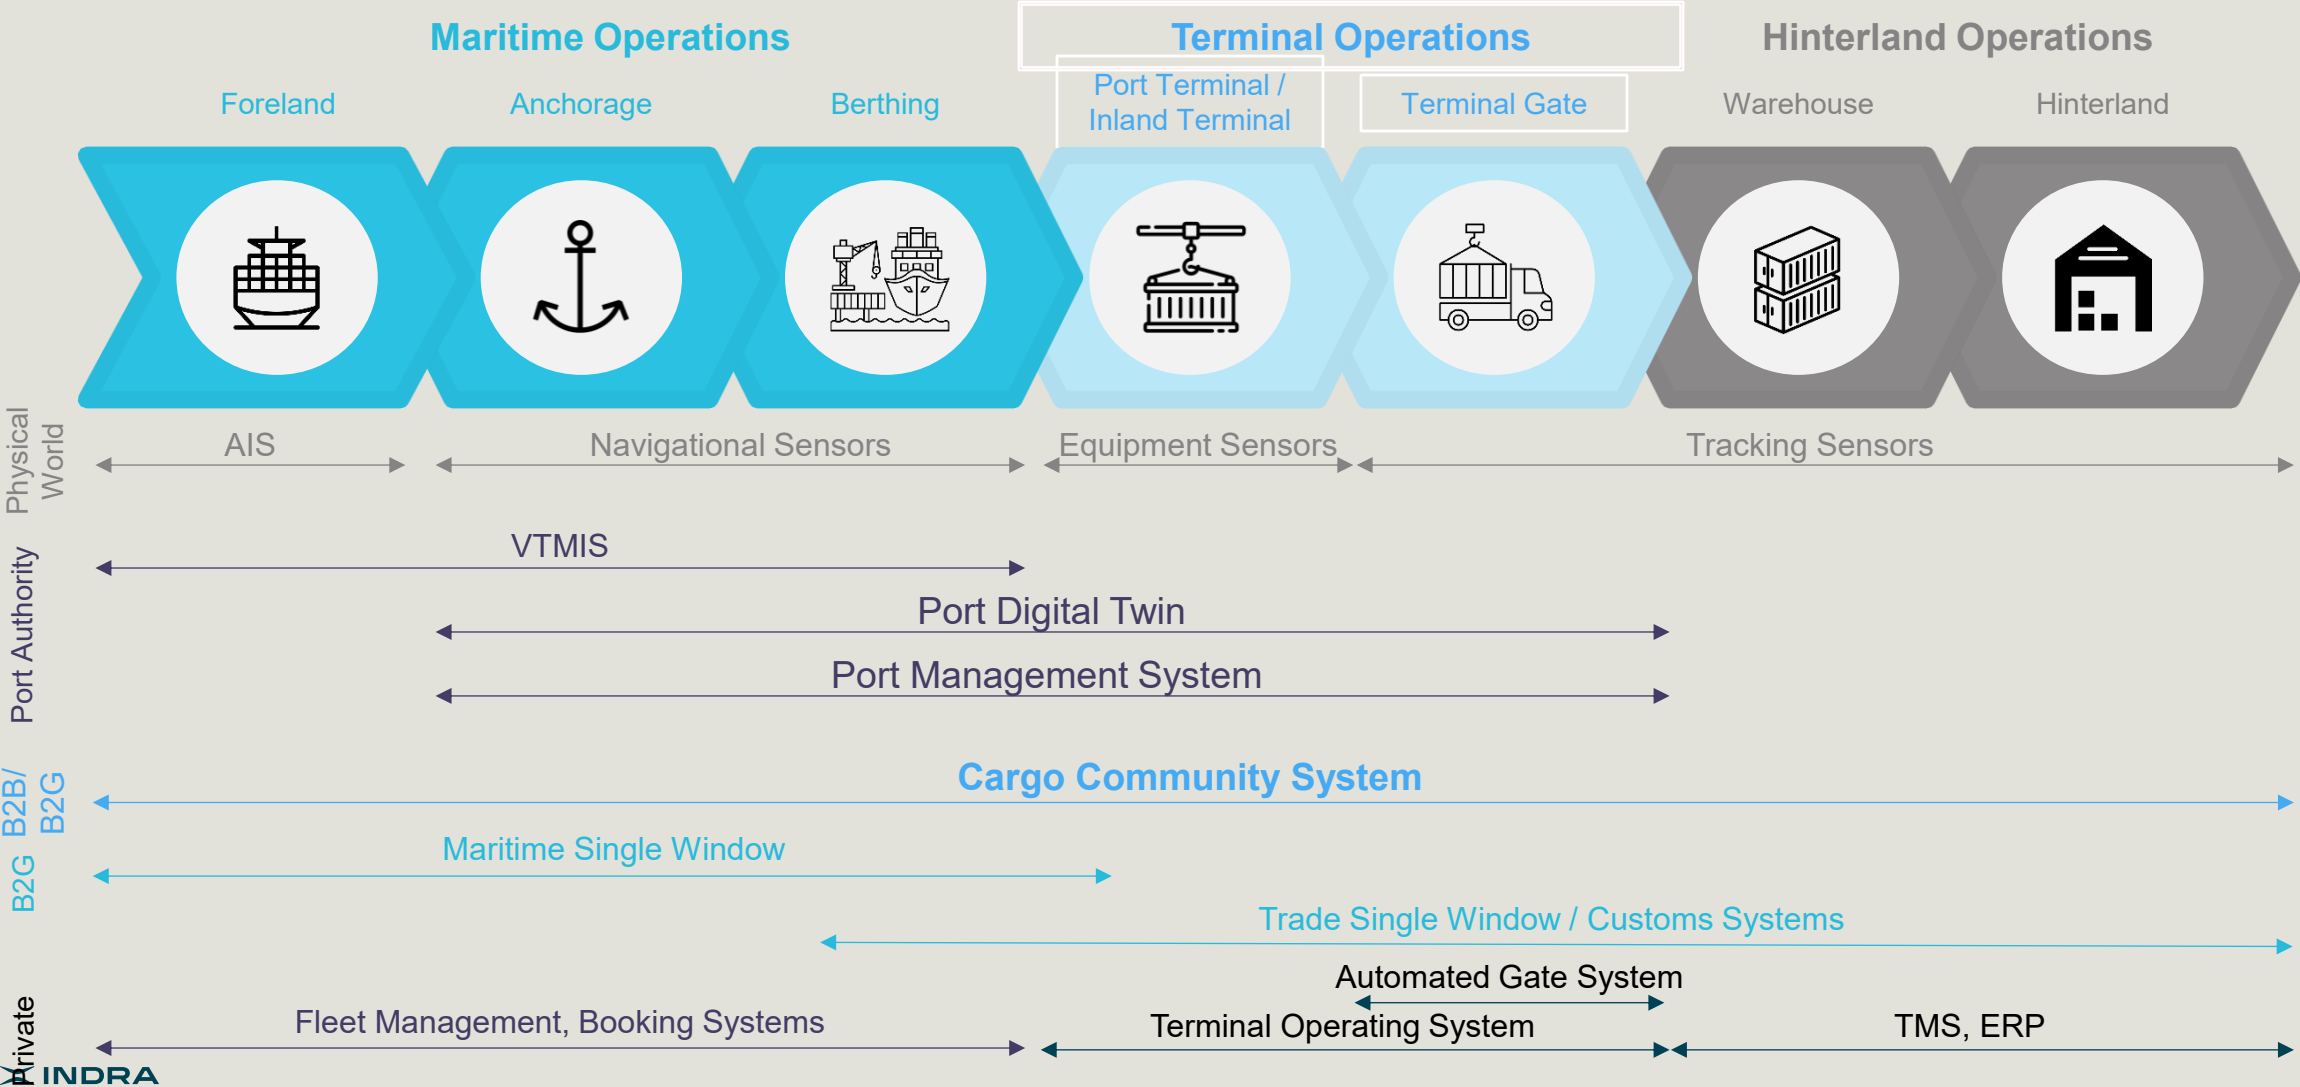 Maritime Operations
Terminal Operations
Hinterland Operations
Foreland
Anchorage
Berthing
Port Terminal /
Inland Terminal
Terminal Gate
Warehouse
Hinterland
Physical
World
AIS
Navigational Sensors
Equipment Sensors
Tracking Sensors
Port Authority
VTMIS
Port Digital Twin
Port Management System
B2B/
B2G
Cargo Community System
B2G
Maritime Single Window
Trade Single Window / Customs Systems
Private
Automated Gate System
Fleet Management, Booking Systems
Terminal Operating System
TMS, ERP
INDRA